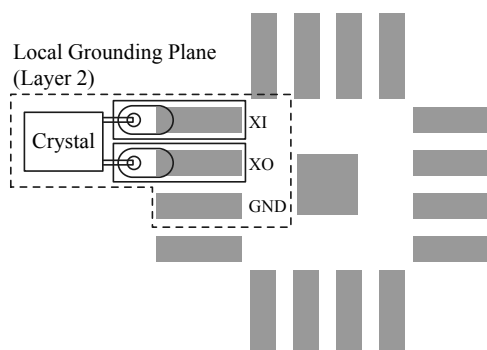 Local Grounding Plane
(Layer 2)
XI
Crystal
XO
GND